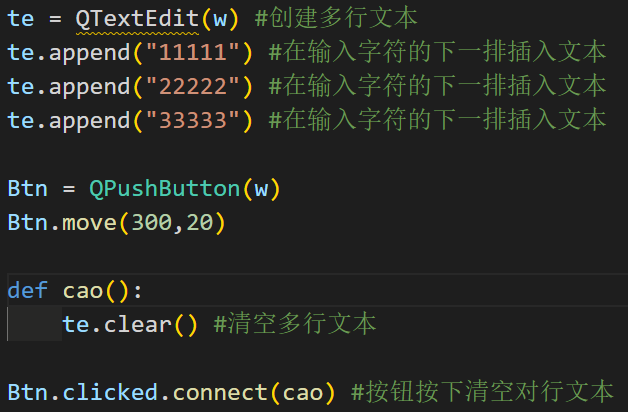 te = QTextEdit(w) #创建多行文本
te.append("11111") #在输入字符的下一排插入文本
te.append("22222") #在输入字符的下一排插入文本
te.append("33333") #在输入字符的下一排插入文本
Btn = QPushButton(w)
Btn.move(300,20)
def cao():
    te.clear() #清空多行文本
Btn.clicked.connect(cao) #按钮按下清空对行文本